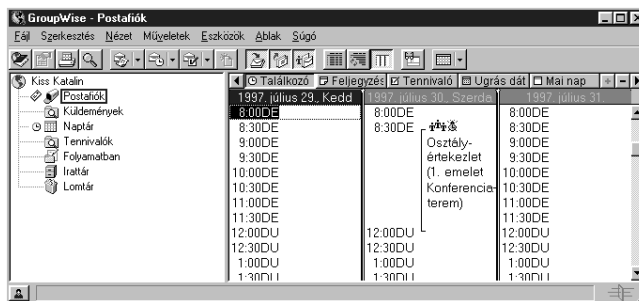 GroupWise - Postafiók
Fájl Szerkesztés Nézet Műveletek Eszközök Ablak Súgó
Kiss Katalin
Postafiók
Küldemények
Naptár
Tennivalók
Folyamatban
Irattár
Lomtár
Találkozó Feljegyzés Tennivaló Ugrás dát Mai nap
1997. július 29., Kedd 1997. július 30., Szerda 1997. július 31.
8:00DE 8:00DE 8:00DE
8:30DE 8:30DE 8:30DE
9:00DE Osztály- 9:00DE
9:30DE értekezlet 9:30DE
10:00DE (1. emelet 10:00DE
10:30DE Konferencia- 10:30DE
11:00DE terem) 11:00DE
11:30DE 11:30DE
12:00DU 12:00DU 12:00DU
12:30DU 12:30DU 12:30DU
1:00DU 1:00DU 1:00DU
1:30DU 1:30DU 1:30DU